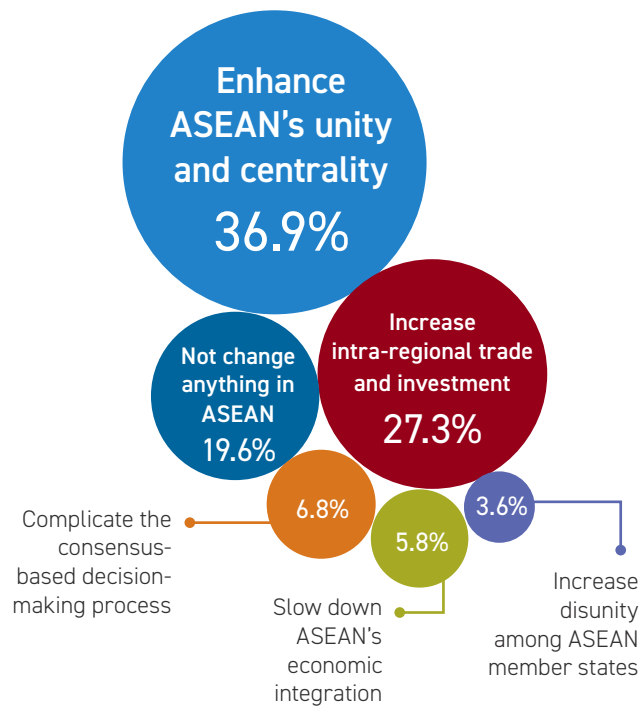 Enhance
ASEAN's unity
and centrality
36.9%
Not change
anything in
ASEAN
19.6%
Increase
intra-regional trade
and investment
27.3%
6.8%
5.8%
3.6%
Complicate the
consensus-
based decision-
making process
Slow down
ASEAN's
economic
integration
Increase
disunity
among ASEAN
member states